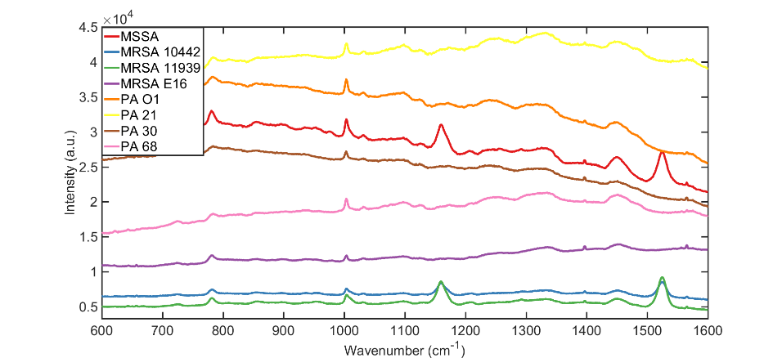 ×10⁴
4.5
4
3.5
3
2.5
2
1.5
1
0.5
Intensity (a.u.)
MSSA
MRSA 10442
MRSA 11939
MRSA E16
PA O1
PA 21
PA 30
PA 68
600 700 800 900 1000 1100 1200 1300 1400 1500 1600
Wavenumber (cm⁻¹)